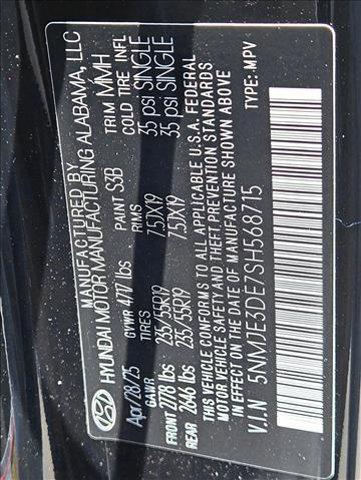 MANUFACTURED BY
HYUNDAI MOTOR MANUFACTURING ALABAMA, LLC
Apr/28/25 GVWR 4717 lbs PAINT S3B TRIM MMH
GAWR TIRES RIMS COLD TIRE INFL
FRONT 2778 lbs 235/55R19 7.5JX19 35 psi SINGLE
REAR 2646 lbs 235/55R19 7.5JX19 35 psi SINGLE
THIS VEHICLE CONFORMS TO ALL APPLICABLE U.S.A. FEDERAL
MOTOR VEHICLE SAFETY AND THEFT PREVENTION STANDARDS
IN EFFECT ON THE DATE OF MANUFACTURE SHOWN ABOVE
V.I.N 5NMJE3DE7SH568715 TYPE: MPV